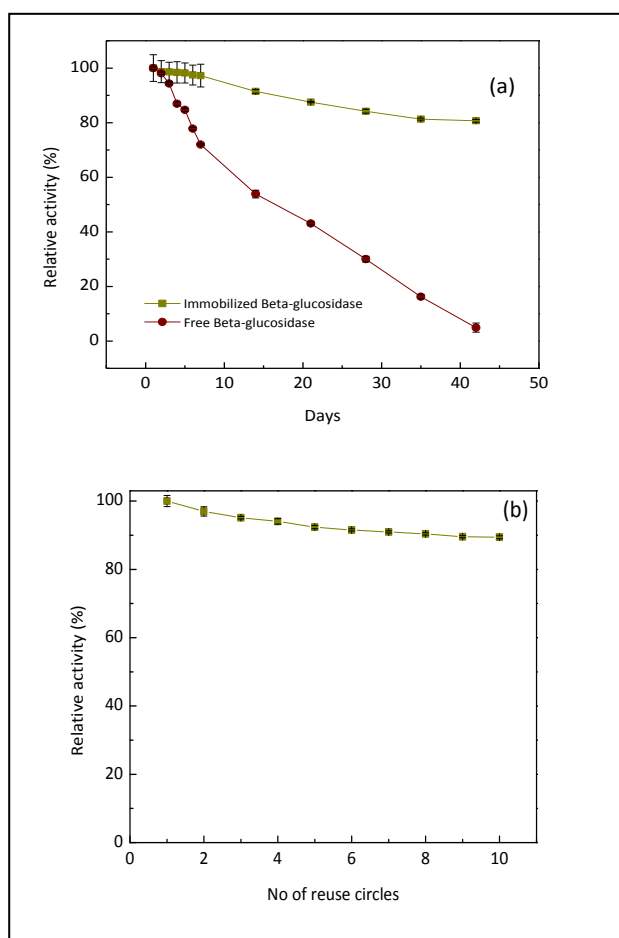 (a)
Relative activity (%)
100
80
60
40
20
0
Immobilized Beta-glucosidase
Free Beta-glucosidase
0 10 20 30 40 50
Days
(b)
Relative activity (%)
100
80
60
40
20
0
0 2 4 6 8 10
No of reuse circles